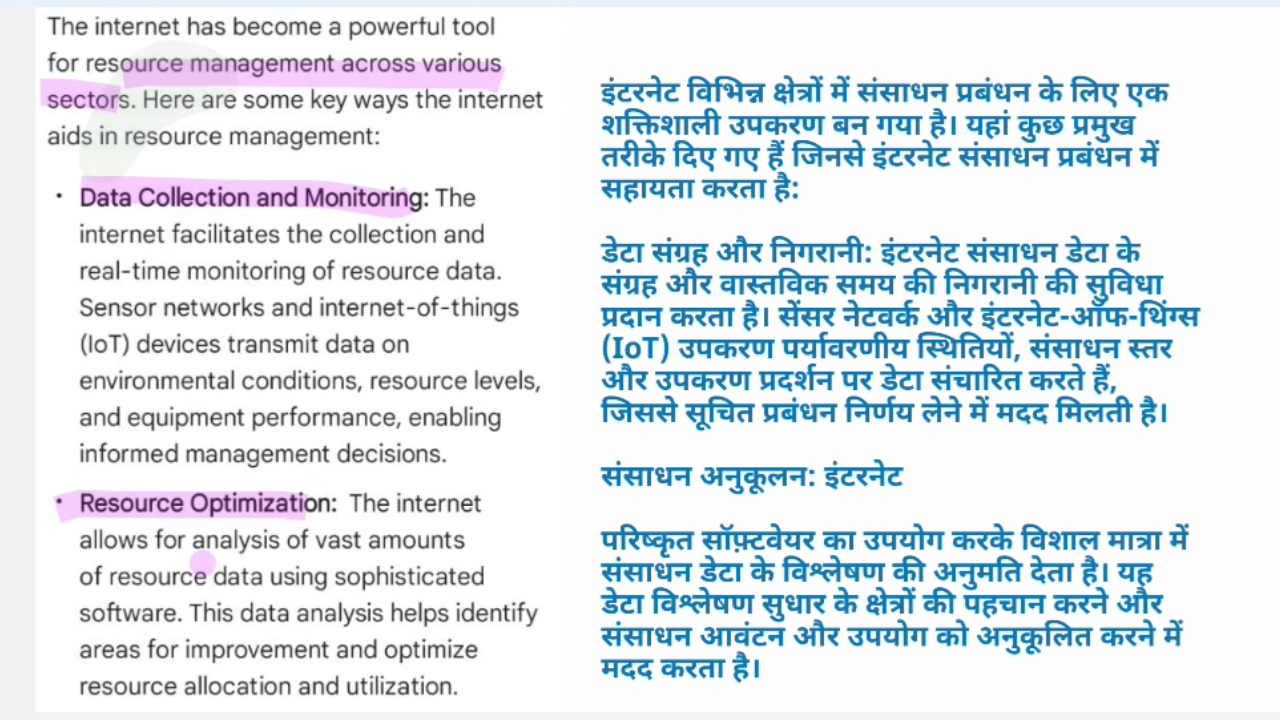 The internet has become a powerful tool
for resource management across various
sectors. Here are some key ways the internet
aids in resource management:
• Data Collection and Monitoring: The
internet facilitates the collection and
real-time monitoring of resource data.
Sensor networks and internet-of-things
(IoT) devices transmit data on
environmental conditions, resource levels,
and equipment performance, enabling
informed management decisions.
• Resource Optimization: The internet
allows for analysis of vast amounts
of resource data using sophisticated
software. This data analysis helps identify
areas for improvement and optimize
resource allocation and utilization.
इंटरनेट विभिन्न क्षेत्रों में संसाधन प्रबंधन के लिए एक
शक्तिशाली उपकरण बन गया है। यहां कुछ प्रमुख
तरीके दिए गए हैं जिनसे इंटरनेट संसाधन प्रबंधन में
सहायता करता है:
डेटा संग्रह और निगरानी: इंटरनेट संसाधन डेटा के
संग्रह और वास्तविक समय की निगरानी की सुविधा
प्रदान करता है। सेंसर नेटवर्क और इंटरनेट-ऑफ-थिंग्स
(IoT) उपकरण पर्यावरणीय स्थितियों, संसाधन स्तर
और उपकरण प्रदर्शन पर डेटा संचारित करते हैं,
जिससे सूचित प्रबंधन निर्णय लेने में मदद मिलती है।
संसाधन अनुकूलन: इंटरनेट
परिष्कृत सॉफ़्टवेयर का उपयोग करके विशाल मात्रा में
संसाधन डेटा के विश्लेषण की अनुमति देता है। यह
डेटा विश्लेषण सुधार के क्षेत्रों की पहचान करने और
संसाधन आवंटन और उपयोग को अनुकूलित करने में
मदद करता है।